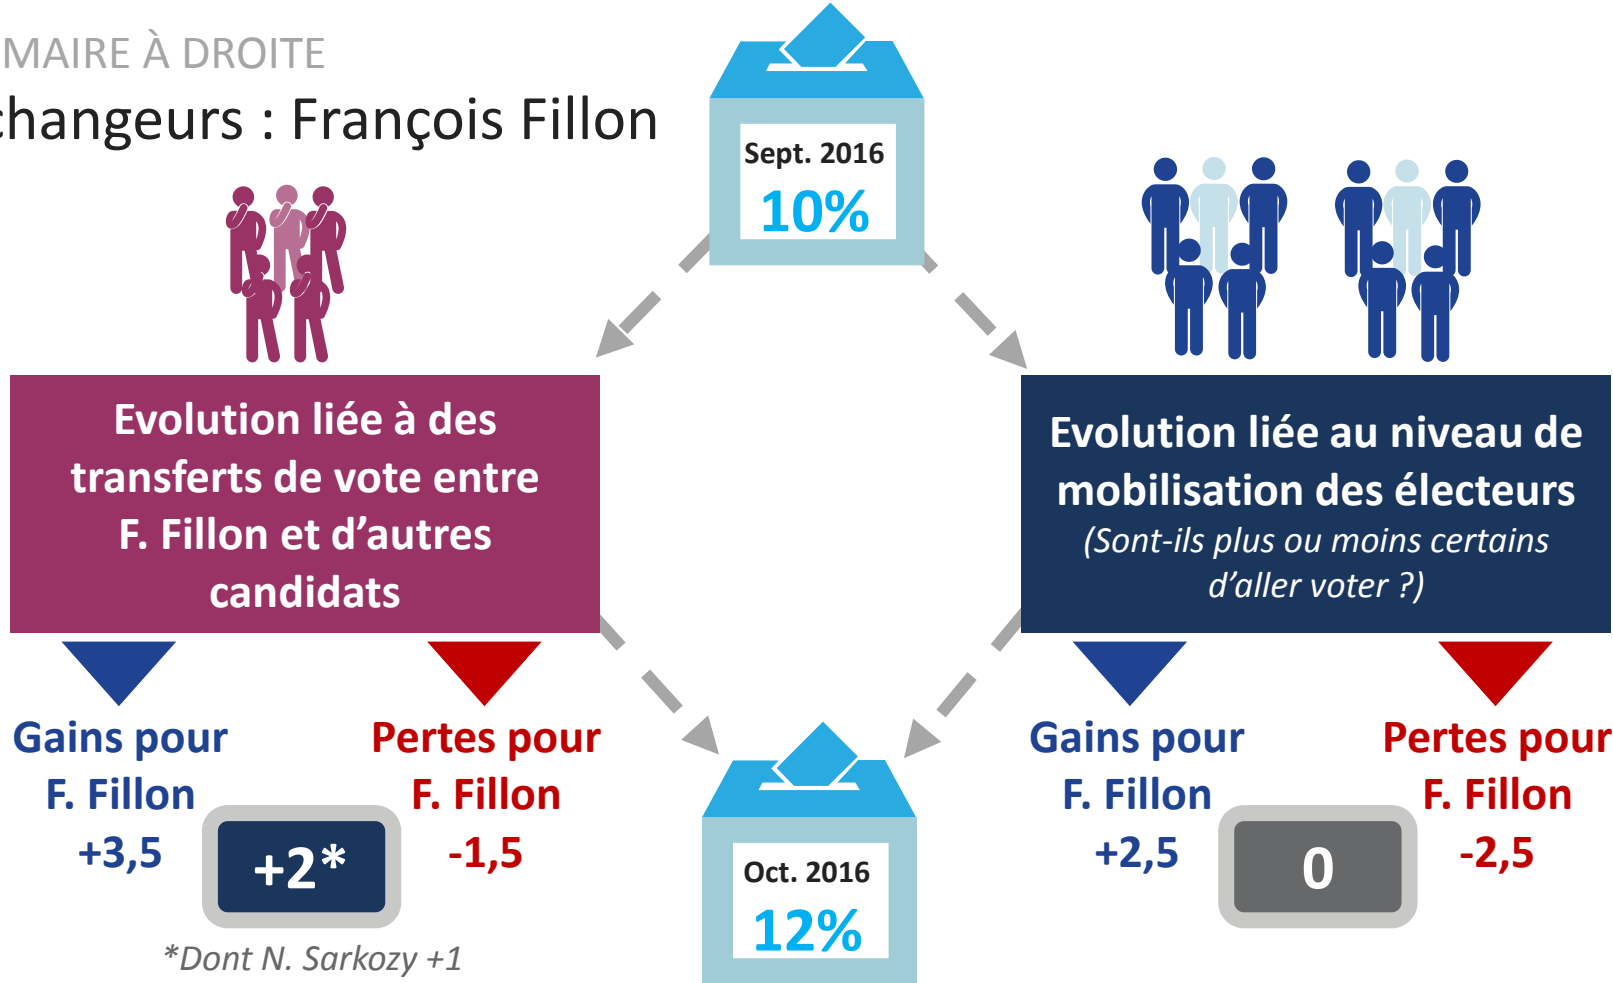 MAIRE À DROITE
changeurs : François Fillon
Sept. 2016
10%
Evolution liée à des
transferts de vote entre
F. Fillon et d’autres
candidats
Evolution liée au niveau de
mobilisation des électeurs
(Sont-ils plus ou moins certains
d’aller voter ?)
Gains pour
F. Fillon
+3,5
+2*
Pertes pour
F. Fillon
-1,5
*Dont N. Sarkozy +1
Oct. 2016
12%
Gains pour
F. Fillon
+2,5
0
Pertes pour
F. Fillon
-2,5